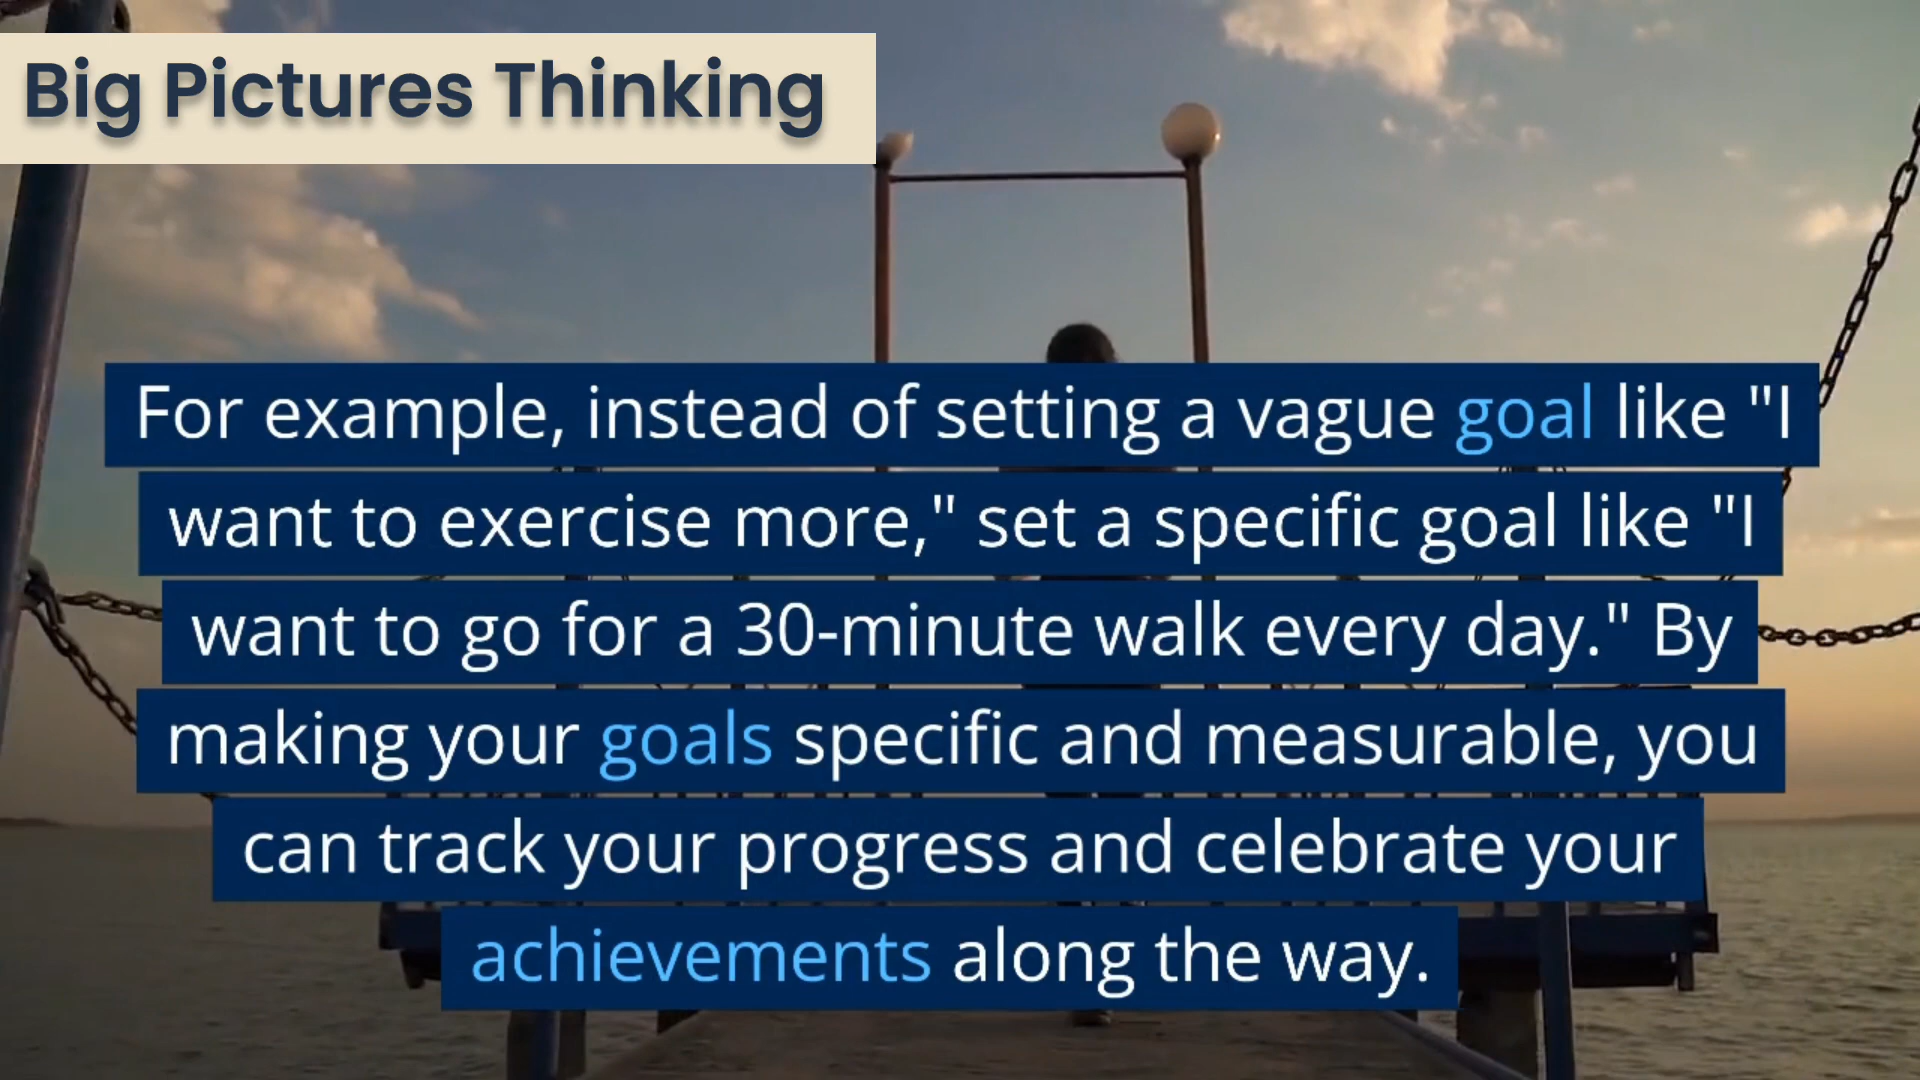 Big Pictures Thinking
For example, instead of setting a vague goal like "I
want to exercise more," set a specific goal like "I
want to go for a 30-minute walk every day." By
making your goals specific and measurable, you
can track your progress and celebrate your
achievements along the way.